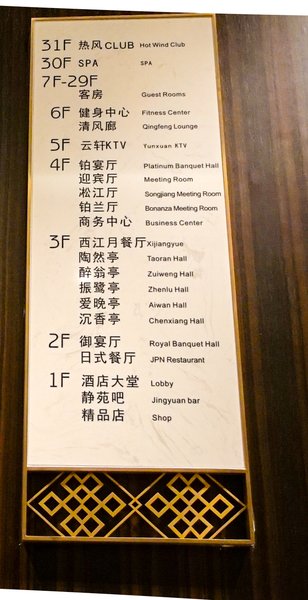 31F 热风CLUB Hot Wind Club
30F SPA SPA
7F-29F
客房 Guest Rooms
6F 健身中心 Fitness Center
清风廊 Qingfeng Lounge
5F 云轩KTV Yunxuan KTV
4F 铂宴厅 Platinum Banquet Hall
迎宾厅 Meeting Room
凇江厅 Songjiang Meeting Room
铂兰厅 Bonanza Meeting Room
商务中心 Business Center
3F 西江月餐厅 Xijiangyue
陶然亭 Taoran Hall
醉翁亭 Zuiweng Hall
振鹭亭 Zhenlu Hall
爱晚亭 Aiwan Hall
沉香亭 Chenxiang Hall
2F 御宴厅 Royal Banquet Hall
日式餐厅 JPN Restaurant
1F 酒店大堂 Lobby
静苑吧 Jingyuan bar
精品店 Shop